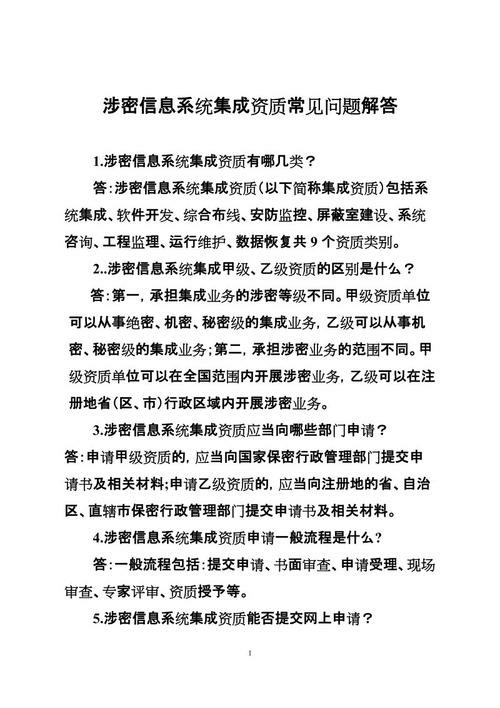 涉密信息系统集成资质常见问题解答
1.涉密信息系统集成资质有哪几类？
答：涉密信息系统集成资质（以下简称集成资质）包括系
统集成、软件开发、综合布线、安防监控、屏蔽室建设、系统
咨询、工程监理、运行维护、数据恢复共 9 个资质类别。
2..涉密信息系统集成甲级、乙级资质的区别是什么？
答：第一，承担集成业务的涉密等级不同。甲级资质单位
可以从事绝密、机密、秘密级的集成业务，乙级可以从事机
密、秘密级的集成业务；第二，承担涉密业务的范围不同。甲
级资质单位可以在全国范围内开展涉密业务，乙级可以在注
册地省（区、市）行政区域内开展涉密业务。
3.涉密信息系统集成资质应当向哪些部门申请？
答：申请甲级资质的，应当向国家保密行政管理部门提交申
请书及相关材料;申请乙级资质的，应当向注册地的省、自治
区、直辖市保密行政管理部门提交申请书及相关材料。
4.涉密信息系统集成资质申请一般流程是什么?
答：一般流程包括：提交申请、书面审查、申请受理、现场
审查、专家评审、资质授予等。
5.涉密信息系统集成资质能否提交网上申请？
1